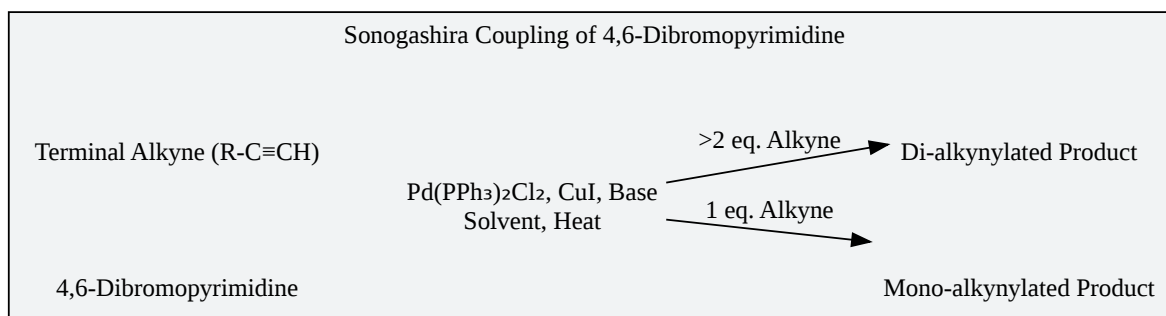 Sonogashira Coupling of 4,6-Dibromopyrimidine
Terminal Alkyne (R-C≡CH)
>2 eq. Alkyne
Di-alkynylated Product
Pd(PPh₃)₂Cl₂, CuI, Base
Solvent, Heat
1 eq. Alkyne
4,6-Dibromopyrimidine
Mono-alkynylated Product